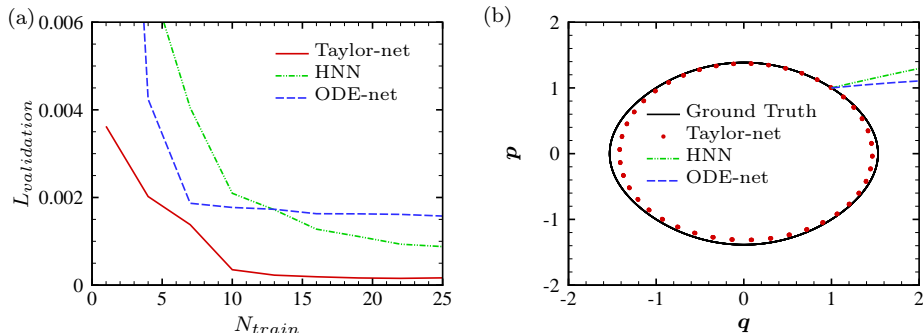 (a)
0.006
0.004
0.002
0
L_validation
0
5
10
15
20
25
N_train
Taylor-net
HNN
ODE-net
(b)
2
1
0
-1
-2
p
-2
-1
0
1
2
q
Ground Truth
Taylor-net
HNN
ODE-net